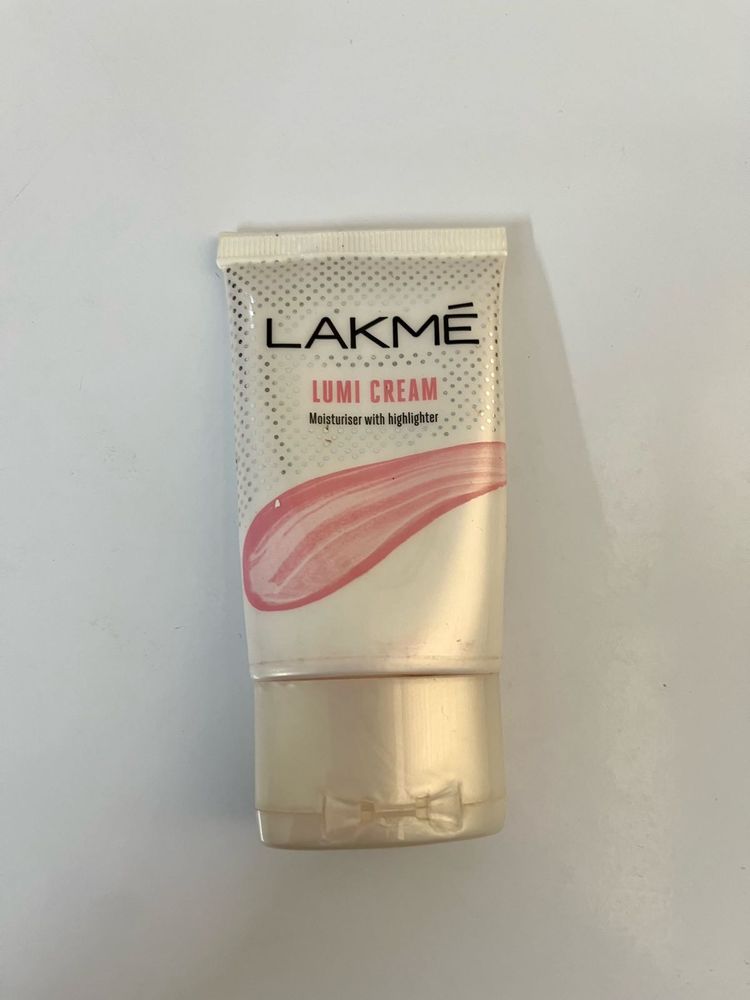 LAKMÉ
LUMI CREAM
Moisturiser with highlighter